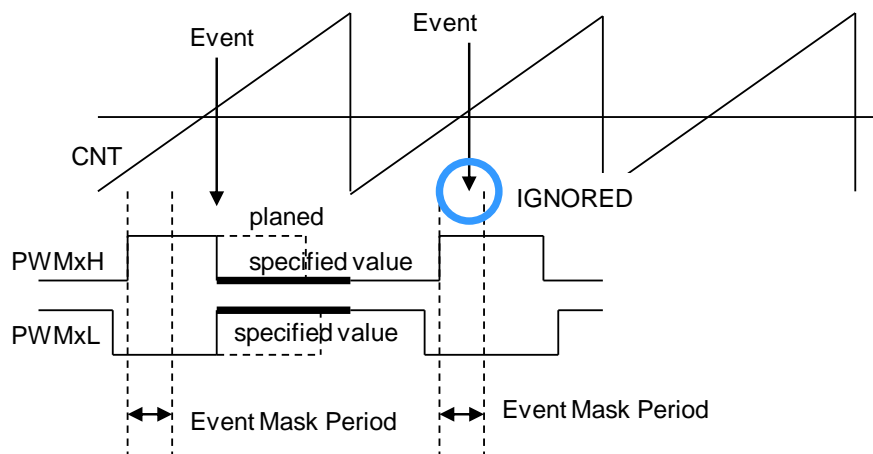 Event
Event
CNT
IGNORED
planed
PWMxH
specified value
PWMxL
specified value
Event Mask Period
Event Mask Period